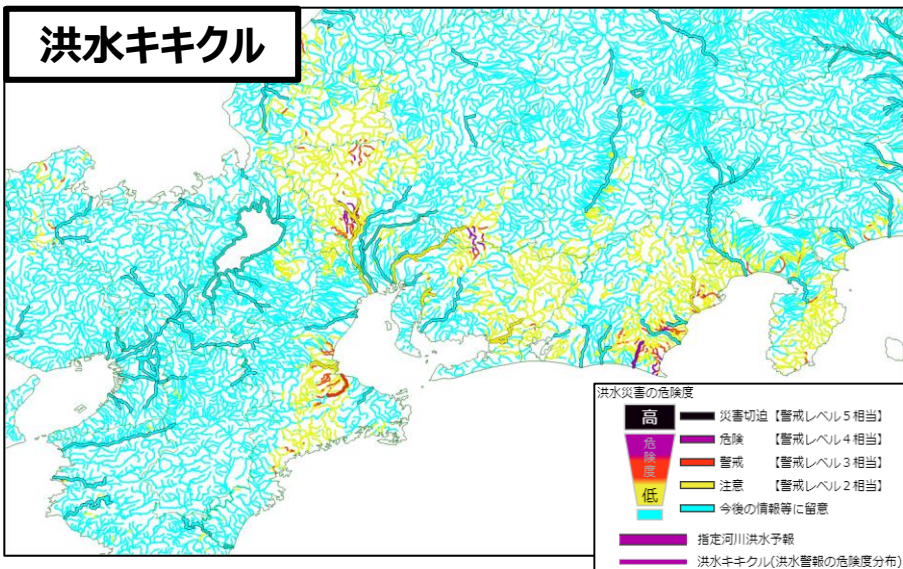 洪水キキクル
洪水災害の危険度
高
危険度
低
災害切迫【警戒レベル5相当】
危険 【警戒レベル4相当】
警戒 【警戒レベル3相当】
注意 【警戒レベル2相当】
今後の情報等に留意
指定河川洪水予報
洪水キキクル(洪水警報の危険度分布)